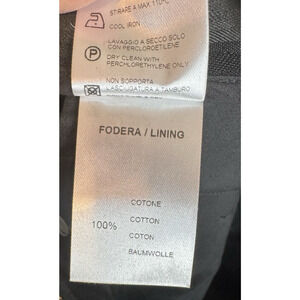 STIRARE A MAX 110°C
COOL IRON
LAVAGGIO A SECCO SOLO
CON PERCLOROETILENE
P
DRY CLEAN WITH
PERCHLORETHYLENE ONLY
NON SOPPORTA
L'ASCIUGATURA A TAMBURO
FODERA / LINING
COTONE
100% COTTON
COTON
BAUMWOLLE